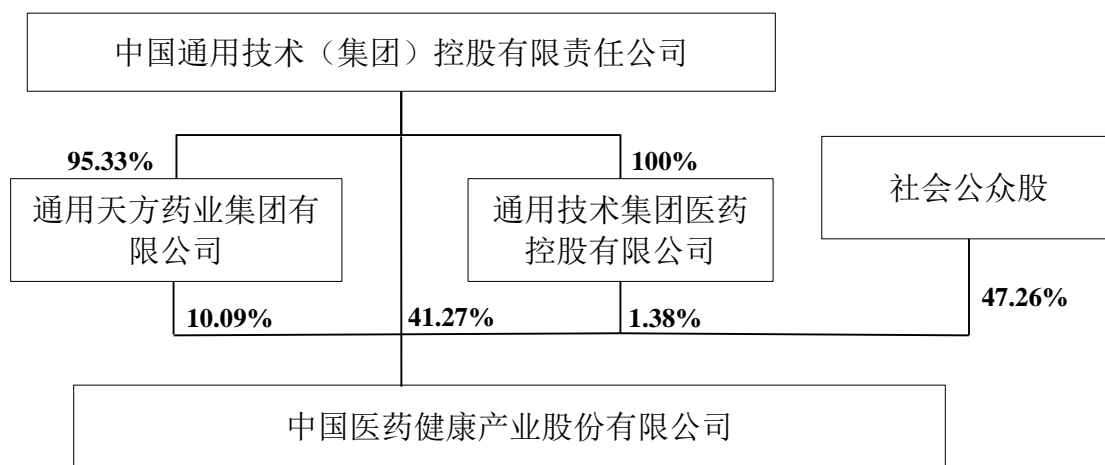 中国通用技术（集团）控股有限责任公司
95.33%
100%
通用天方药业集团有
限公司
通用技术集团医药
控股有限公司
社会公众股
10.09%
41.27%
1.38%
47.26%
中国医药健康产业股份有限公司